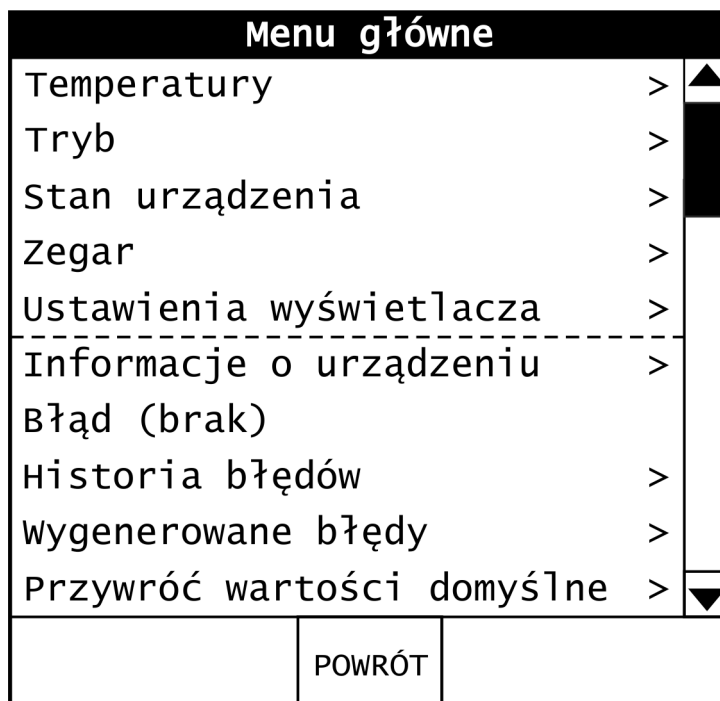 Menu główne
Temperatury >
Tryb >
Stan urządzenia >
Zegar >
Ustawienia wyświetlacza >
Informacje o urządzeniu >
Błąd (brak)
Historia błędów >
Wygenerowane błędy >
Przywróć wartości domyślne >
POWRÓT